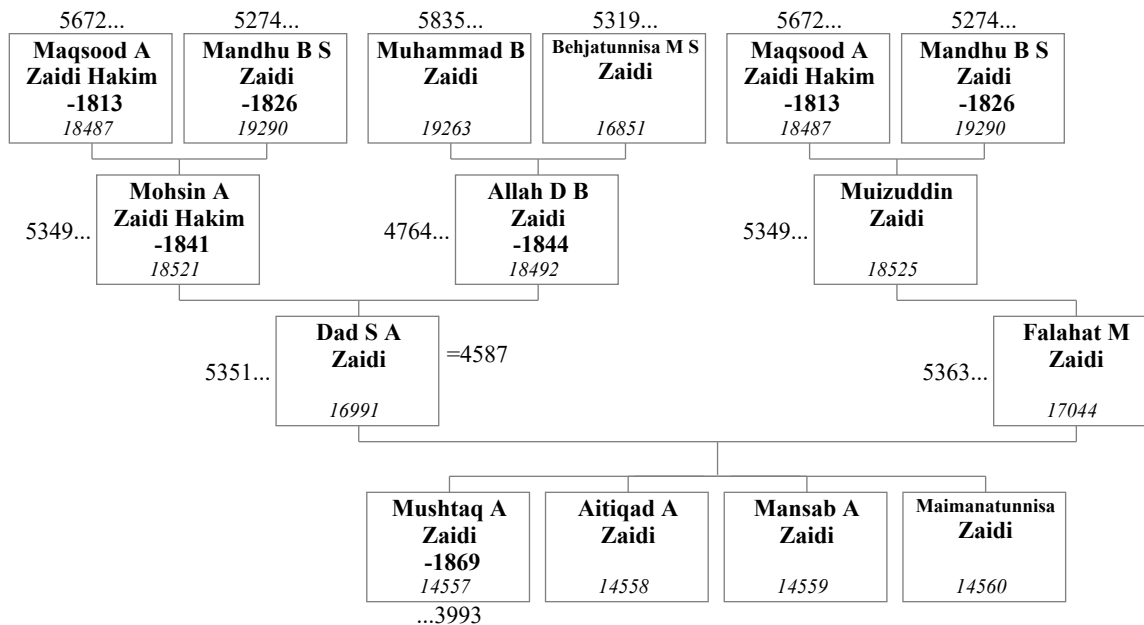 5672...
5274...
5835...
5319...
5672...
5274...
Maqsood A
Zaidi Hakim
-1813
18487
Mandhu B S
Zaidi
-1826
19290
Muhammad B
Zaidi
19263
Behjatunnisa M S
Zaidi
16851
Maqsood A
Zaidi Hakim
-1813
18487
Mandhu B S
Zaidi
-1826
19290
5349...
Mohsin A
Zaidi Hakim
-1841
18521
4764...
Allah D B
Zaidi
-1844
18492
5349...
Muizuddin
Zaidi
18525
5351...
Dad S A
Zaidi
16991
=4587
5363...
Falahat M
Zaidi
17044
Mushtaq A
Zaidi
-1869
14557
...3993
Aitiqad A
Zaidi
14558
Mansab A
Zaidi
14559
Maimanatunnisa
Zaidi
14560